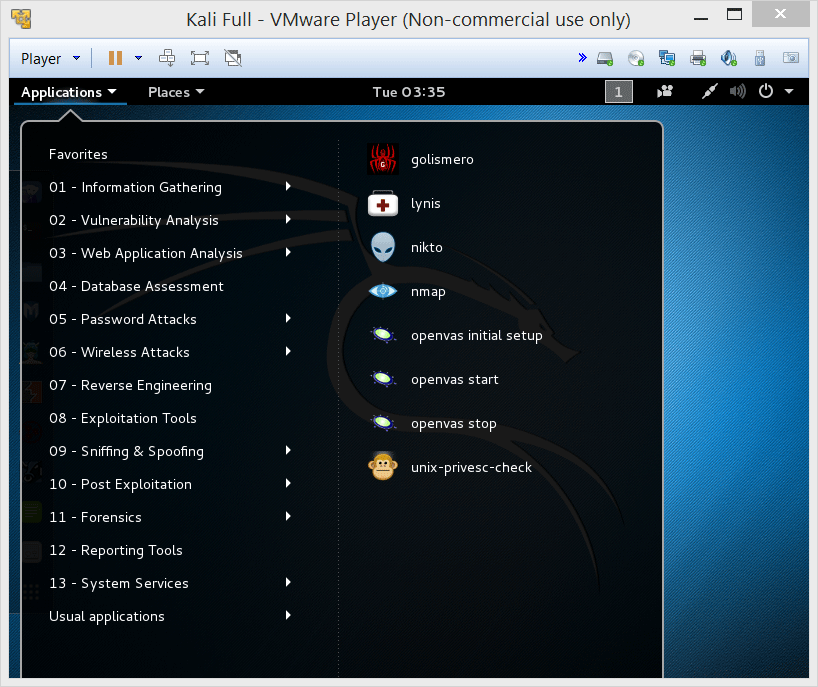 Kali Full - VMware Player (Non-commercial use only)
Player
Applications Places Tue 03:35 1
Favorites
01 - Information Gathering
02 - Vulnerability Analysis
03 - Web Application Analysis
04 - Database Assessment
05 - Password Attacks
06 - Wireless Attacks
07 - Reverse Engineering
08 - Exploitation Tools
09 - Sniffing & Spoofing
10 - Post Exploitation
11 - Forensics
12 - Reporting Tools
13 - System Services
Usual applications
golismero
lynis
nikto
nmap
openvas initial setup
openvas start
openvas stop
unix-privesc-check